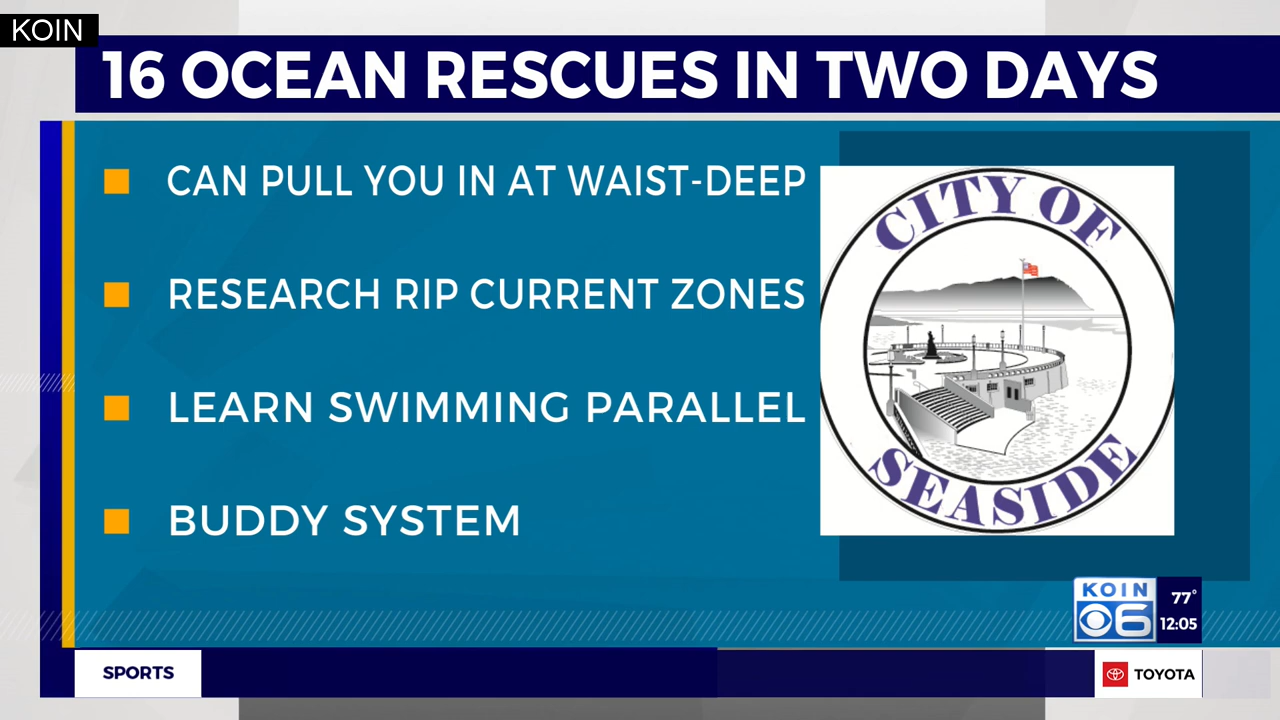 KOIN
16 OCEAN RESCUES IN TWO DAYS
CAN PULL YOU IN AT WAIST-DEEP
RESEARCH RIP CURRENT ZONES
LEARN SWIMMING PARALLEL
BUDDY SYSTEM
CITY OF
SEASIDE
KOIN
6
77°
12:05
SPORTS
TOYOTA